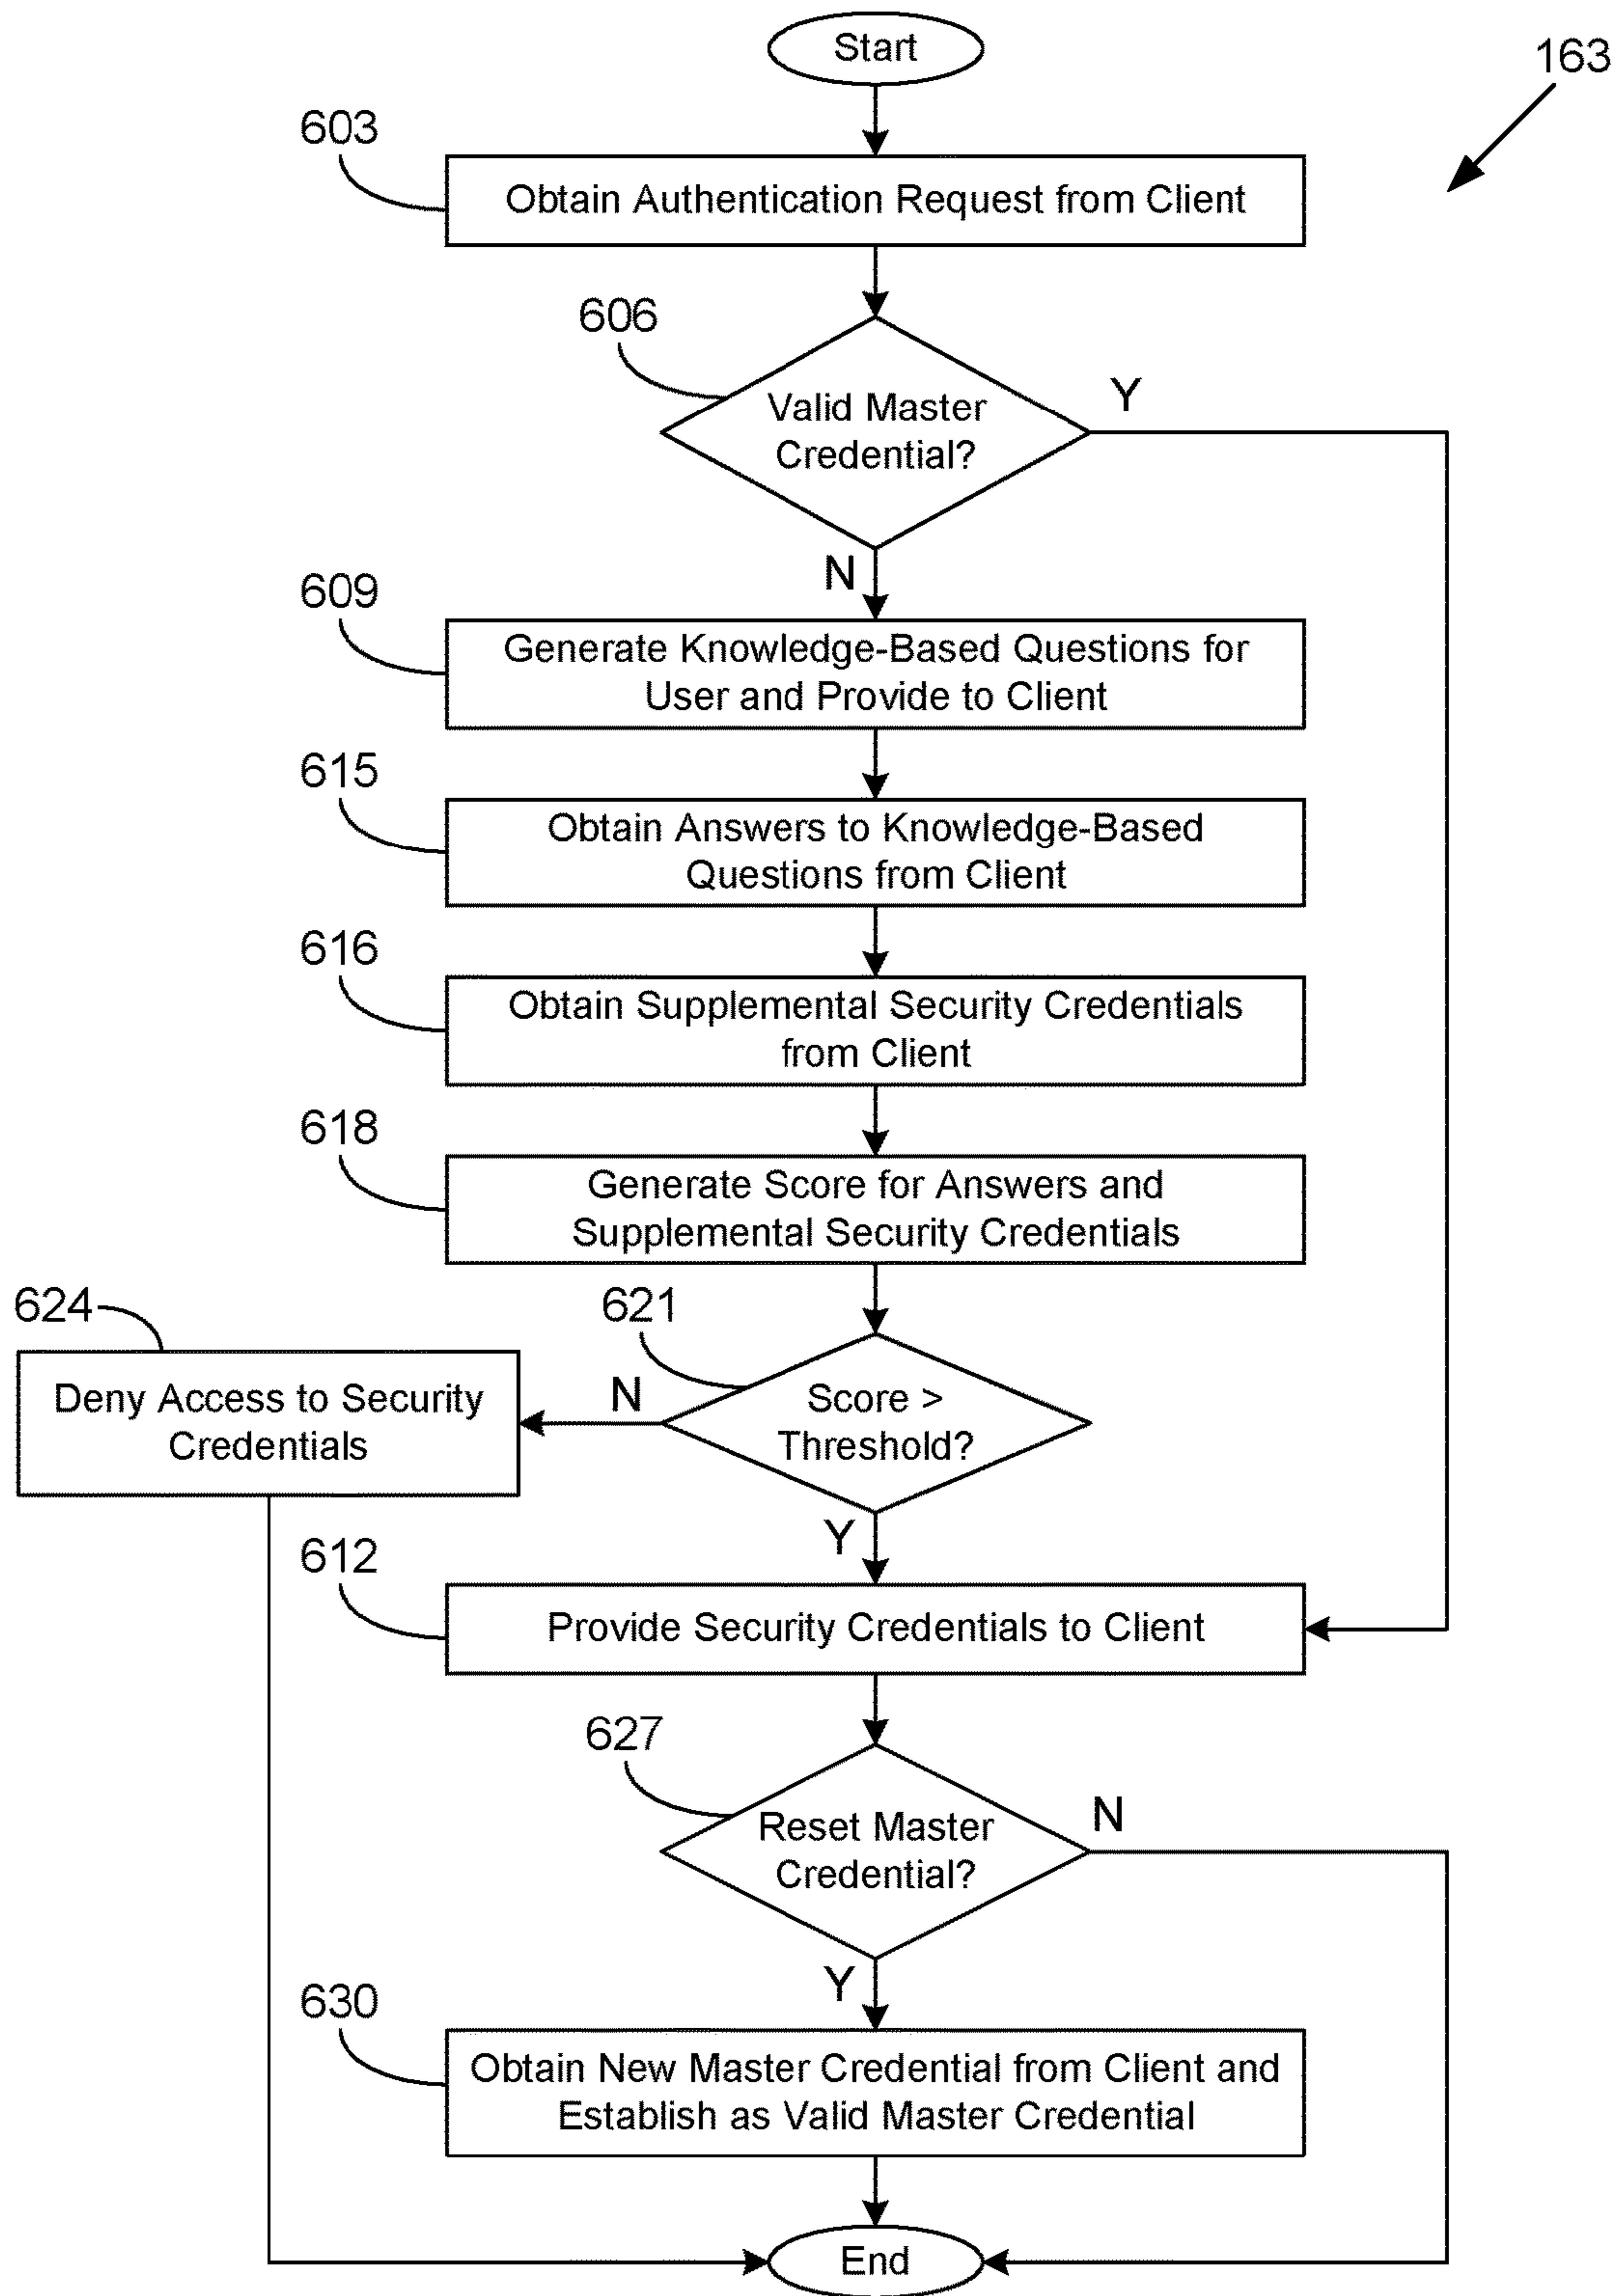 Start
163
603
Obtain Authentication Request from Client
606
Valid Master
Credential?
Y
N
609
Generate Knowledge-Based Questions for
User and Provide to Client
615
Obtain Answers to Knowledge-Based
Questions from Client
616
Obtain Supplemental Security Credentials
from Client
618
Generate Score for Answers and
Supplemental Security Credentials
624
Deny Access to Security
Credentials
N
621
Score >
Threshold?
Y
612
Provide Security Credentials to Client
627
Reset Master
Credential?
N
Y
630
Obtain New Master Credential from Client and
Establish as Valid Master Credential
End